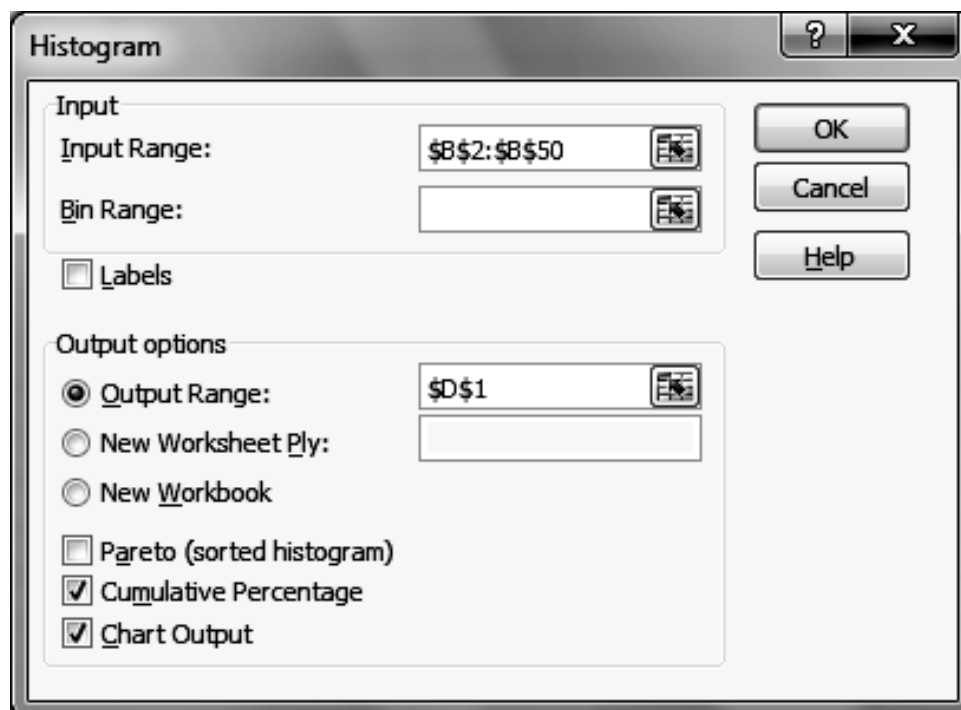 Histogram
?
X
Input
Input Range: $B$2:$B$50
Bin Range:
Labels
OK
Cancel
Help
Output options
Output Range: $D$1
New Worksheet Ply:
New Workbook
Pareto (sorted histogram)
Cumulative Percentage
Chart Output